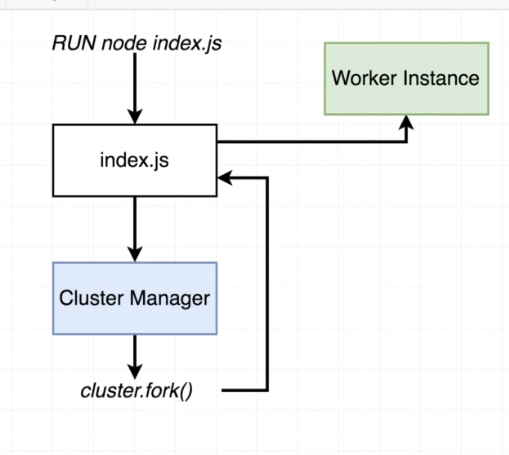 RUN node index.js
Worker Instance
index.js
Cluster Manager
cluster.fork()